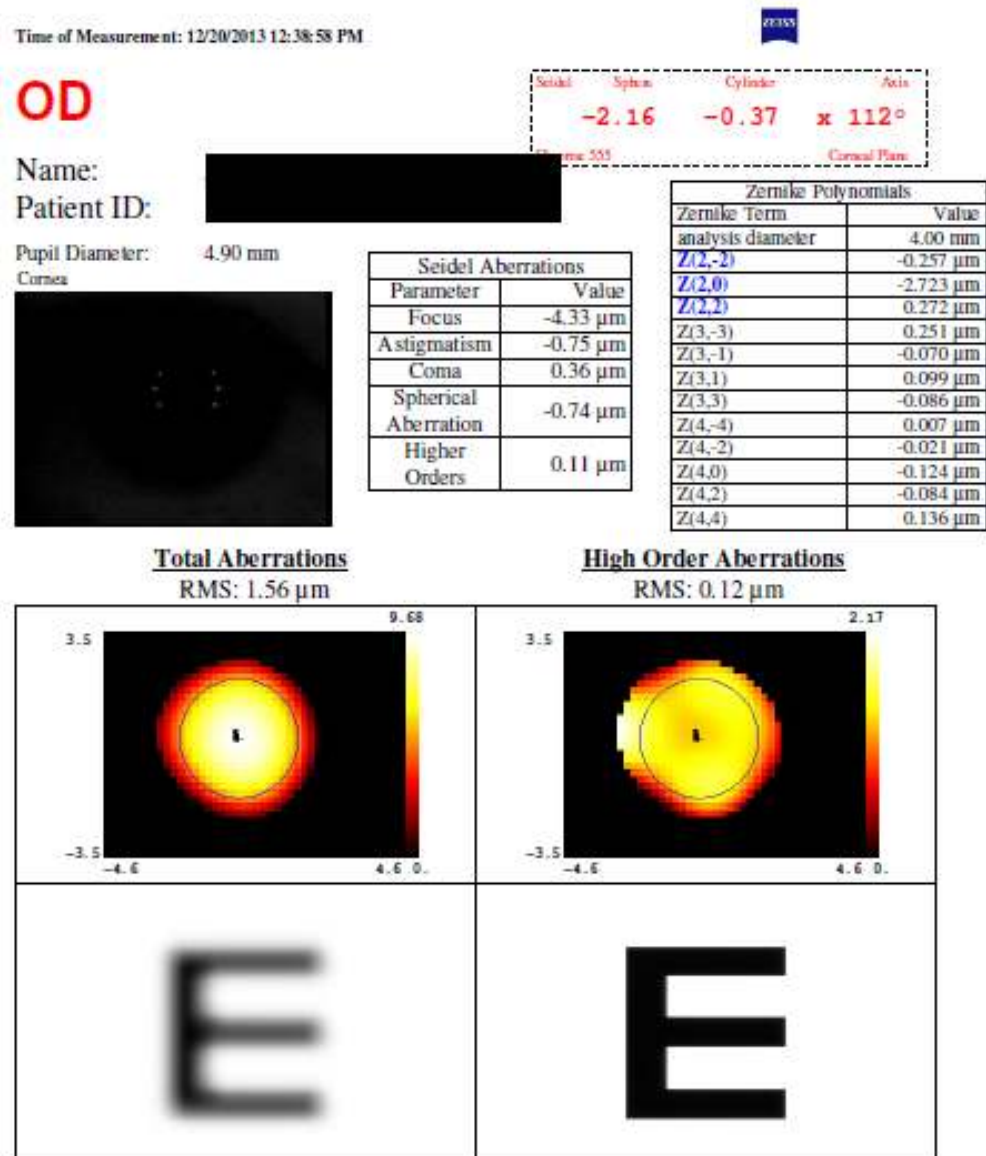 ZEISS
Time of Measurement: 12/20/2013 12:38:58 PM
OD
Seidel Sphere Cylinder Axis
-2.16 -0.37 x 112°
555 Corneal Plane
Name:
Patient ID:
Pupil Diameter: 4.90 mm
Cornea
Seidel Aberrations
Parameter Value
Focus -4.33 µm
Astigmatism -0.75 µm
Coma 0.36 µm
Spherical Aberration -0.74 µm
Higher Orders 0.11 µm
Zernike Polynomials
Zernike Term Value
analysis diameter 4.00 mm
Z(2,-2) -0.257 µm
Z(2,0) -2.723 µm
Z(2,2) 0.272 µm
Z(3,-3) 0.251 µm
Z(3,-1) -0.070 µm
Z(3,1) 0.099 µm
Z(3,3) -0.086 µm
Z(4,-4) 0.007 µm
Z(4,-2) -0.021 µm
Z(4,0) -0.124 µm
Z(4,2) -0.084 µm
Z(4,4) 0.136 µm
Total Aberrations
RMS: 1.56 µm
9.68
3.5
-3.5
-4.6 4.6 0.
E
High Order Aberrations
RMS: 0.12 µm
2.17
3.5
-3.5
-4.6 4.6 0.
E